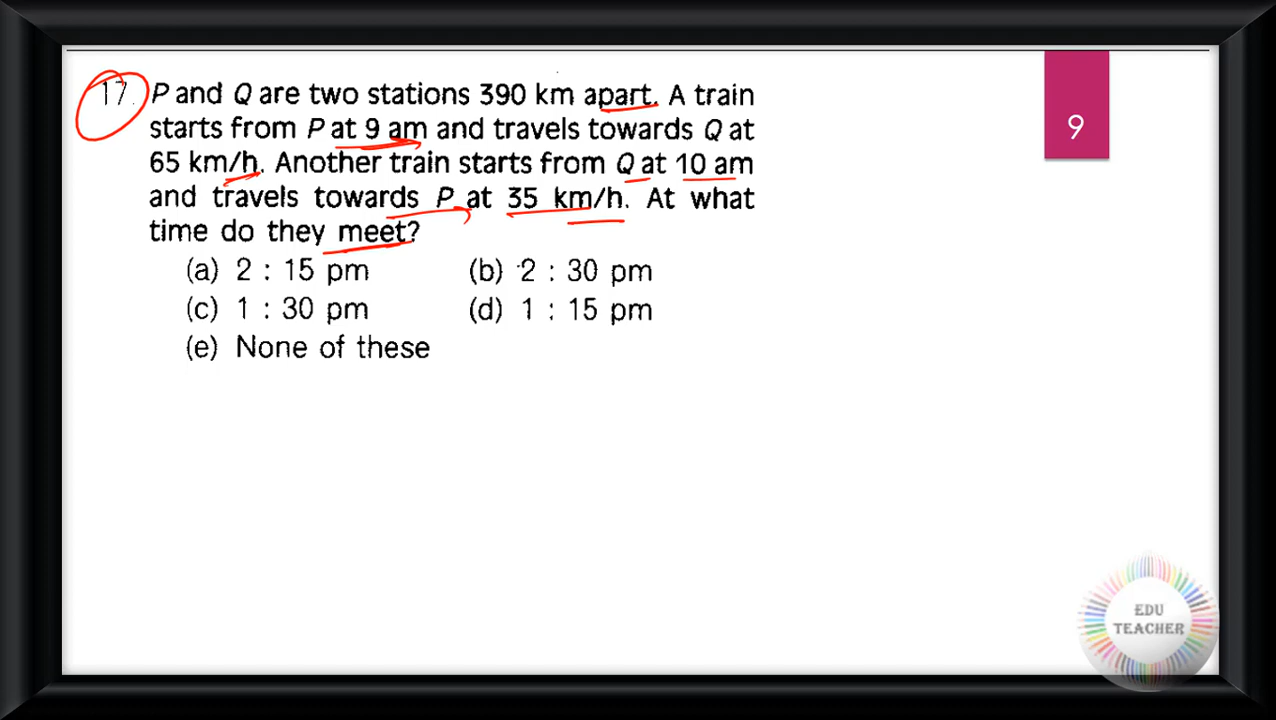 17. P and Q are two stations 390 km apart. A train
starts from P at 9 am and travels towards Q at
65 km/h. Another train starts from Q at 10 am
and travels towards P at 35 km/h. At what
time do they meet?
(a) 2 : 15 pm (b) 2 : 30 pm
(c) 1 : 30 pm (d) 1 : 15 pm
(e) None of these
9
EDU
TEACHER